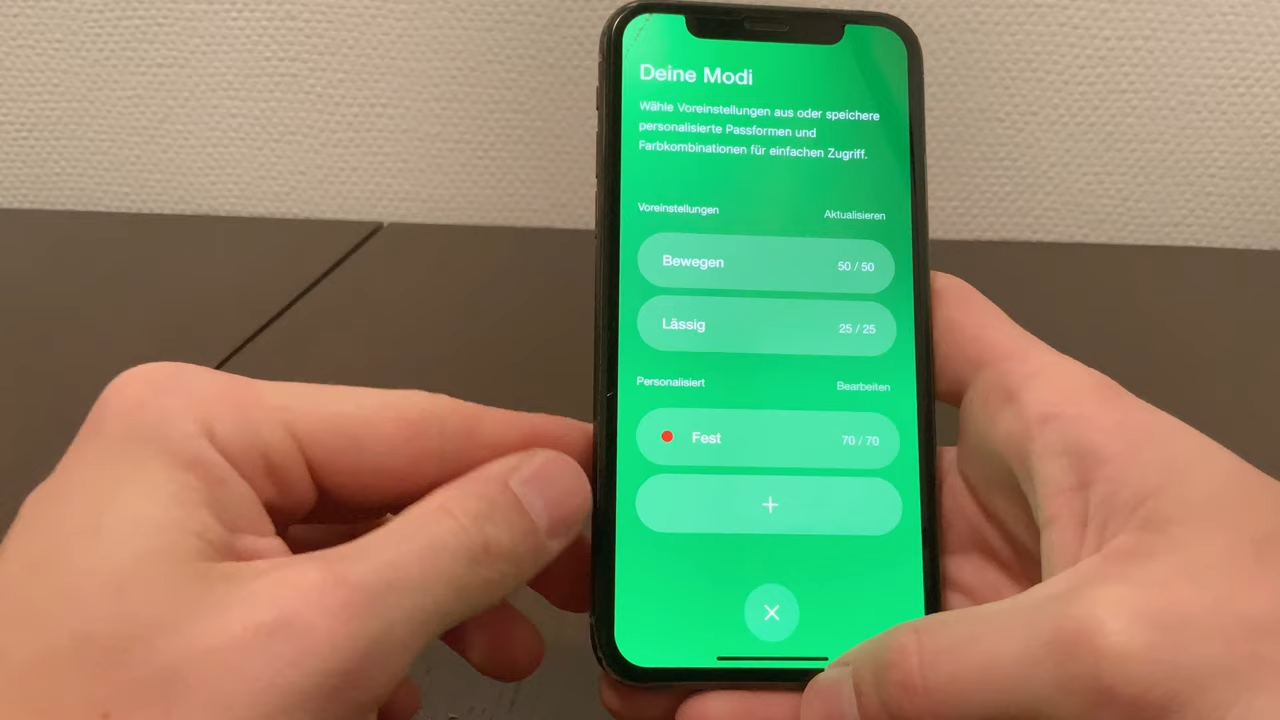 Deine Modi
Wähle Voreinstellungen aus oder speichere
personalisierte Passformen und
Farbkombinationen für einfachen Zugriff.
Voreinstellungen Aktualisieren
Bewegen 50 / 50
Lässig 25 / 25
Personalisiert Bearbeiten
Fest 70 / 70
+